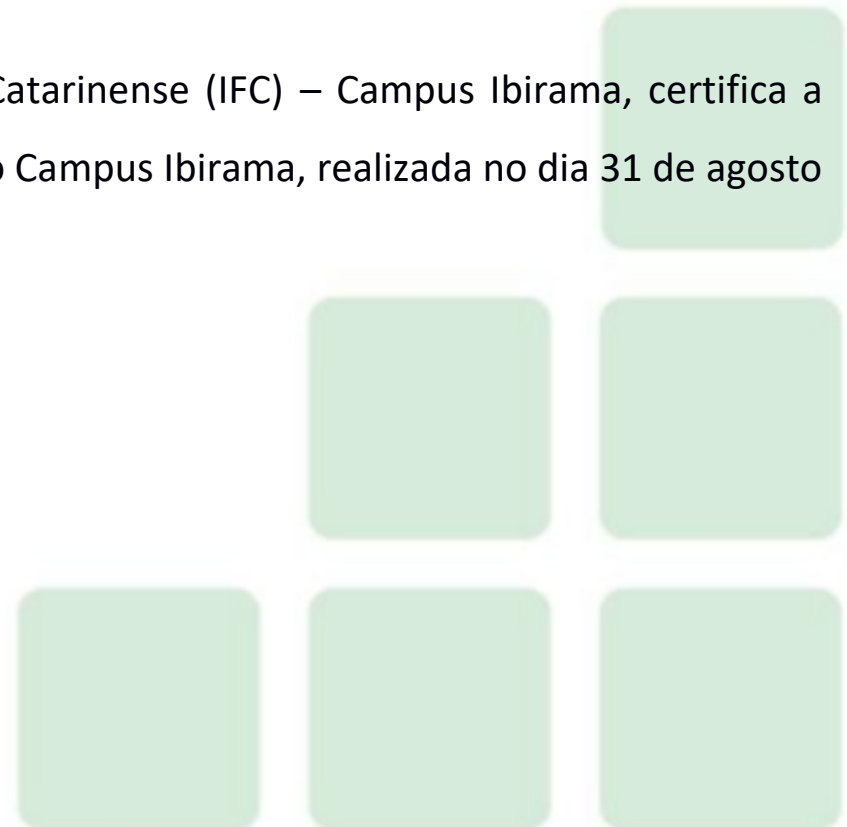 Catarinense (IFC) – Campus Ibirama, certifica a
o Campus Ibirama, realizada no dia 31 de agosto